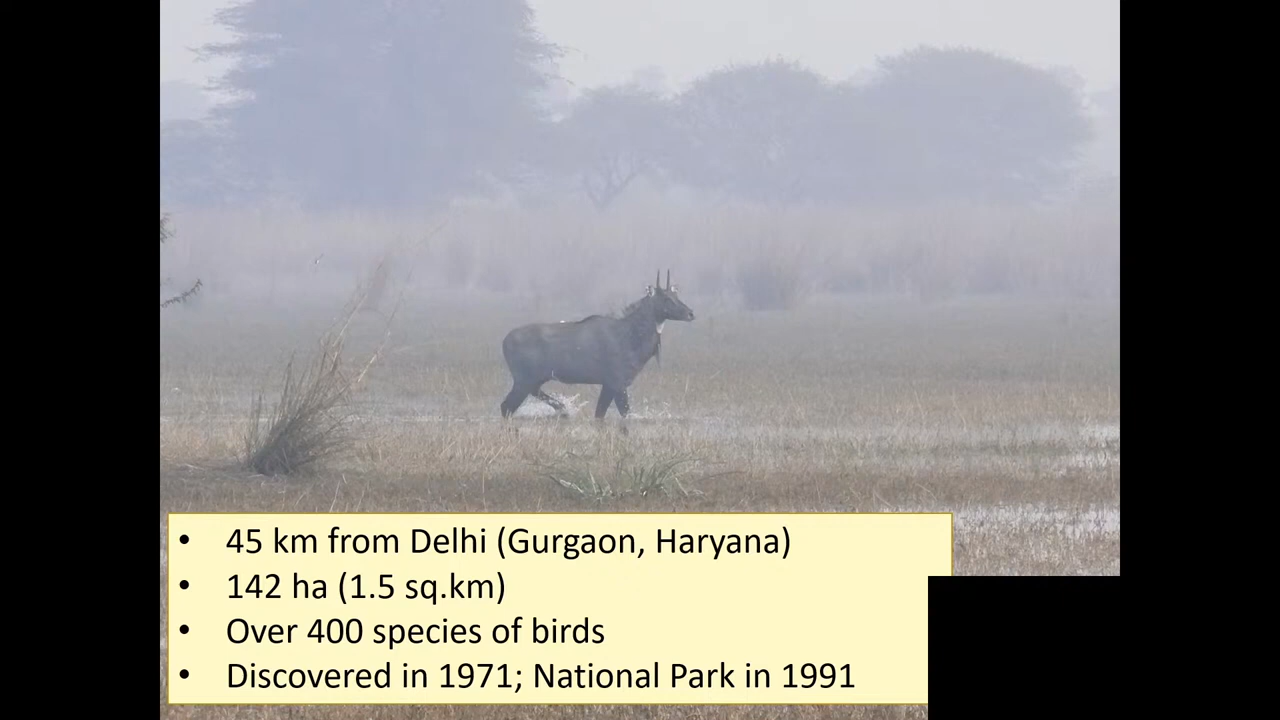 • 45 km from Delhi (Gurgaon, Haryana)
• 142 ha (1.5 sq.km)
• Over 400 species of birds
• Discovered in 1971; National Park in 1991